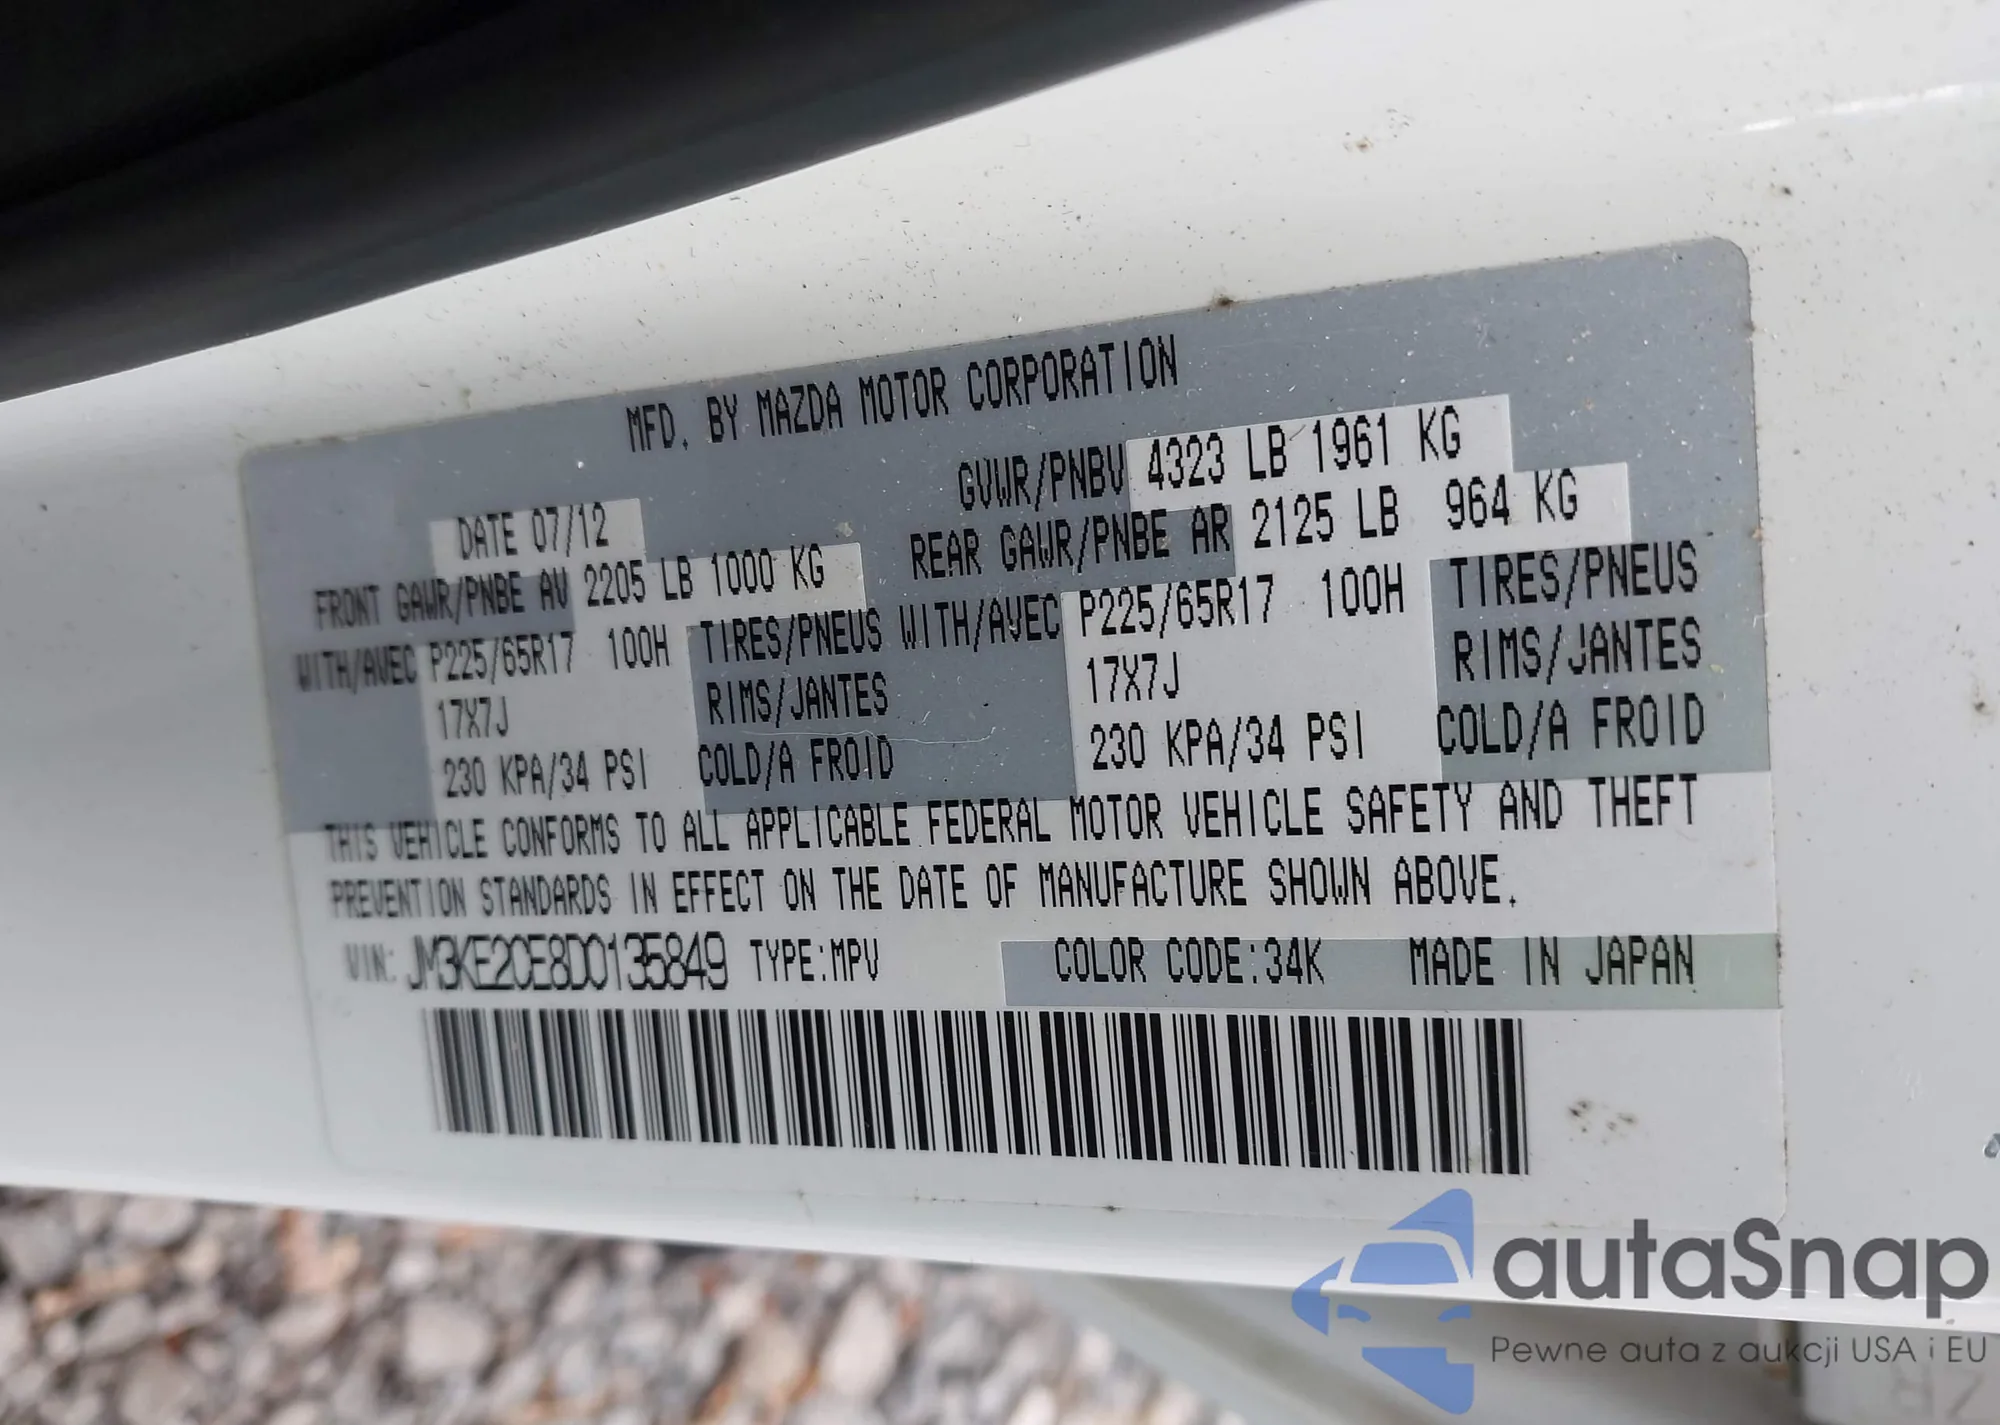 MFD. BY MAZDA MOTOR CORPORATION
GVWR/PNBV 4323 LB 1961 KG
DATE 07/12
FRONT GAWR/PNBE AV 2205 LB 1000 KG REAR GAWR/PNBE AR 2125 LB 964 KG
WITH/AVEC P225/65R17 100H TIRES/PNEUS WITH/AVEC P225/65R17 100H TIRES/PNEUS
17X7J RIMS/JANTES 17X7J RIMS/JANTES
230 KPA/34 PSI COLD/A FROID 230 KPA/34 PSI COLD/A FROID
THIS VEHICLE CONFORMS TO ALL APPLICABLE FEDERAL MOTOR VEHICLE SAFETY AND THEFT
PREVENTION STANDARDS IN EFFECT ON THE DATE OF MANUFACTURE SHOWN ABOVE.
VIN: JM3KE2CE8D0135849 TYPE:MPV COLOR CODE:34K MADE IN JAPAN
autaSnap
Pewne auta z aukcji USA i EU